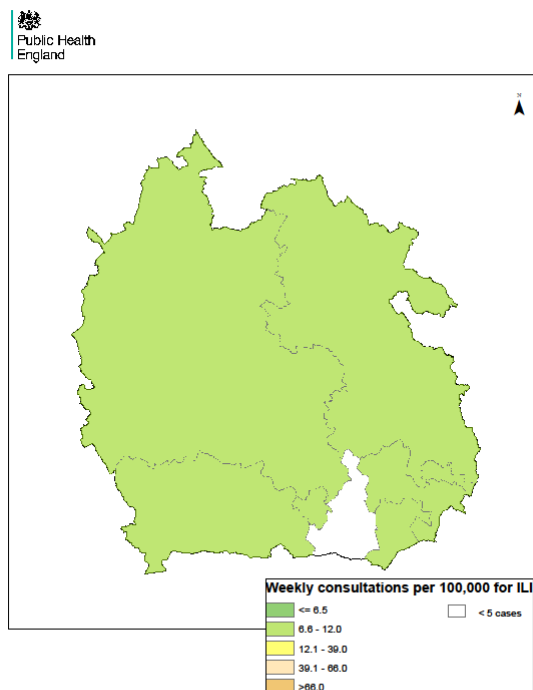 Public Health
England
N
Weekly consultations per 100,000 for ILI
<= 6.5
< 5 cases
6.6 - 12.0
12.1 - 39.0
39.1 - 66.0
>66.0